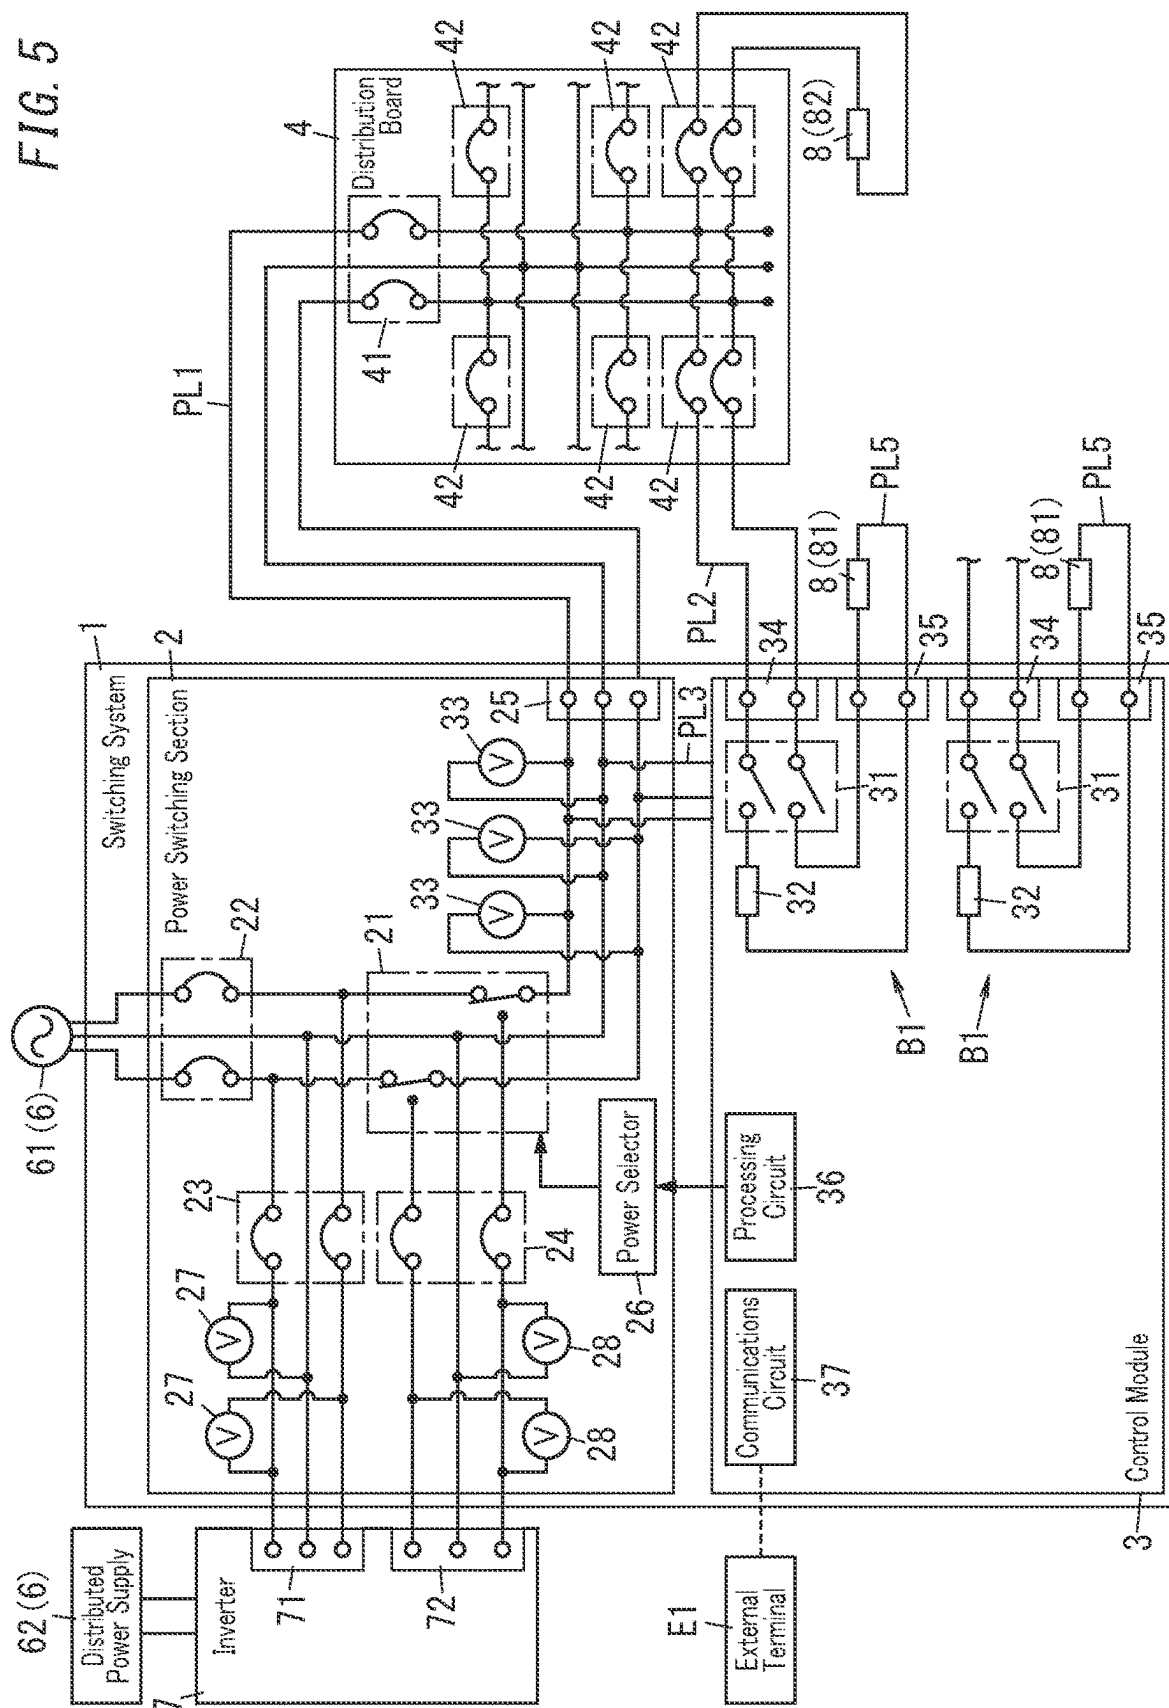 FIG. 5
62(6)
Distributed
Power Supply
7
Inverter
71
72
61(6)
1
Switching System
2
Power Switching Section
22
21
23
24
27
V
27
V
28
V
28
V
33
V
33
V
33
V
25
26
Power Selector
PL1
PL3
PL2
4
Distribution
Board
41
42
42
42
42
42
42
8(82)
E1
External
Terminal
3
Control Module
Communications
Circuit
37
Processing
Circuit
36
B1
B1
32
32
31
31
34
35
34
35
8(81)
PL5
8(81)
PL5